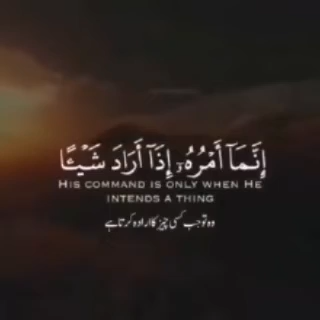 إِنَّمَآ أَمْرُهُۥٓ إِذَآ أَرَادَ شَيْـًٔا
HIS COMMAND IS ONLY WHEN HE
INTENDS A THING
وہ تو جب کسی چیز کا ارادہ کرتا ہے